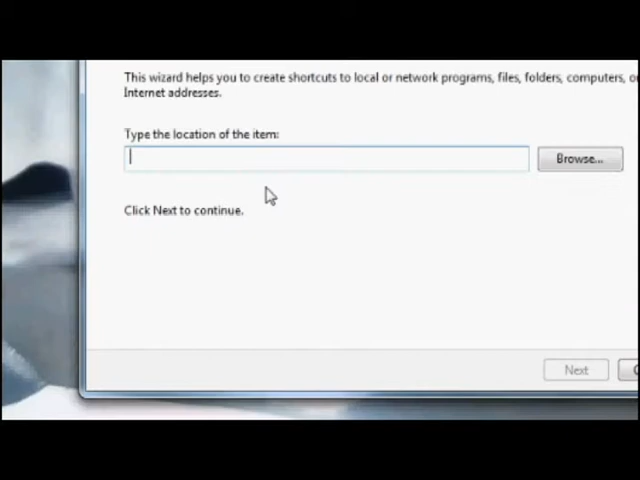 This wizard helps you to create shortcuts to local or network programs, files, folders, computers, or
Internet addresses.
Type the location of the item:
Browse...
Click Next to continue.
Next